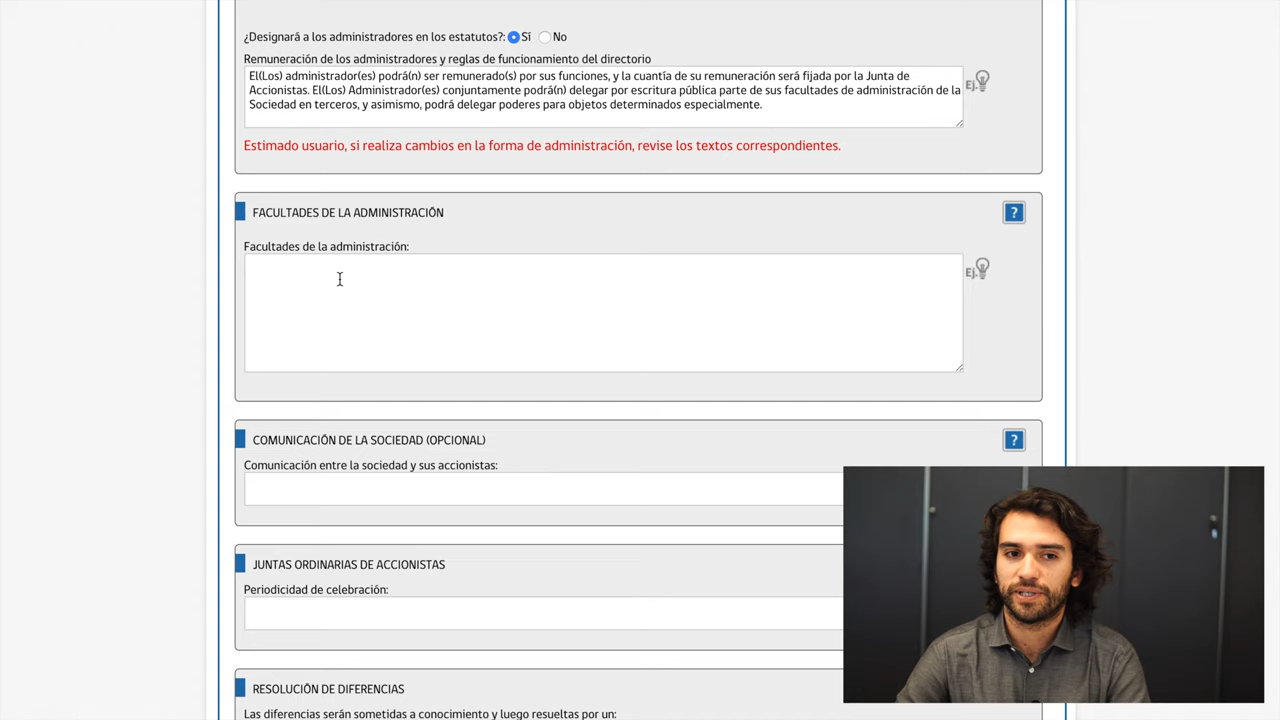 ¿Designará a los administradores en los estatutos?: Sí No
Remuneración de los administradores y reglas de funcionamiento del directorio
El(Los) administrador(es) podrá(n) ser remunerado(s) por sus funciones, y la cuantía de su remuneración será fijada por la Junta de
Accionistas. El(Los) Administrador(es) conjuntamente podrá(n) delegar por escritura pública parte de sus facultades de administración de la
Sociedad en terceros, y asimismo, podrá delegar poderes para objetos determinados especialmente.
Ej.
Estimado usuario, si realiza cambios en la forma de administración, revise los textos correspondientes.
FACULTADES DE LA ADMINISTRACIÓN
?
Facultades de la administración:
Ej.
COMUNICACIÓN DE LA SOCIEDAD (OPCIONAL)
?
Comunicación entre la sociedad y sus accionistas:
JUNTAS ORDINARIAS DE ACCIONISTAS
Periodicidad de celebración:
RESOLUCIÓN DE DIFERENCIAS
Las diferencias serán sometidas a conocimiento y luego resueltas por un: